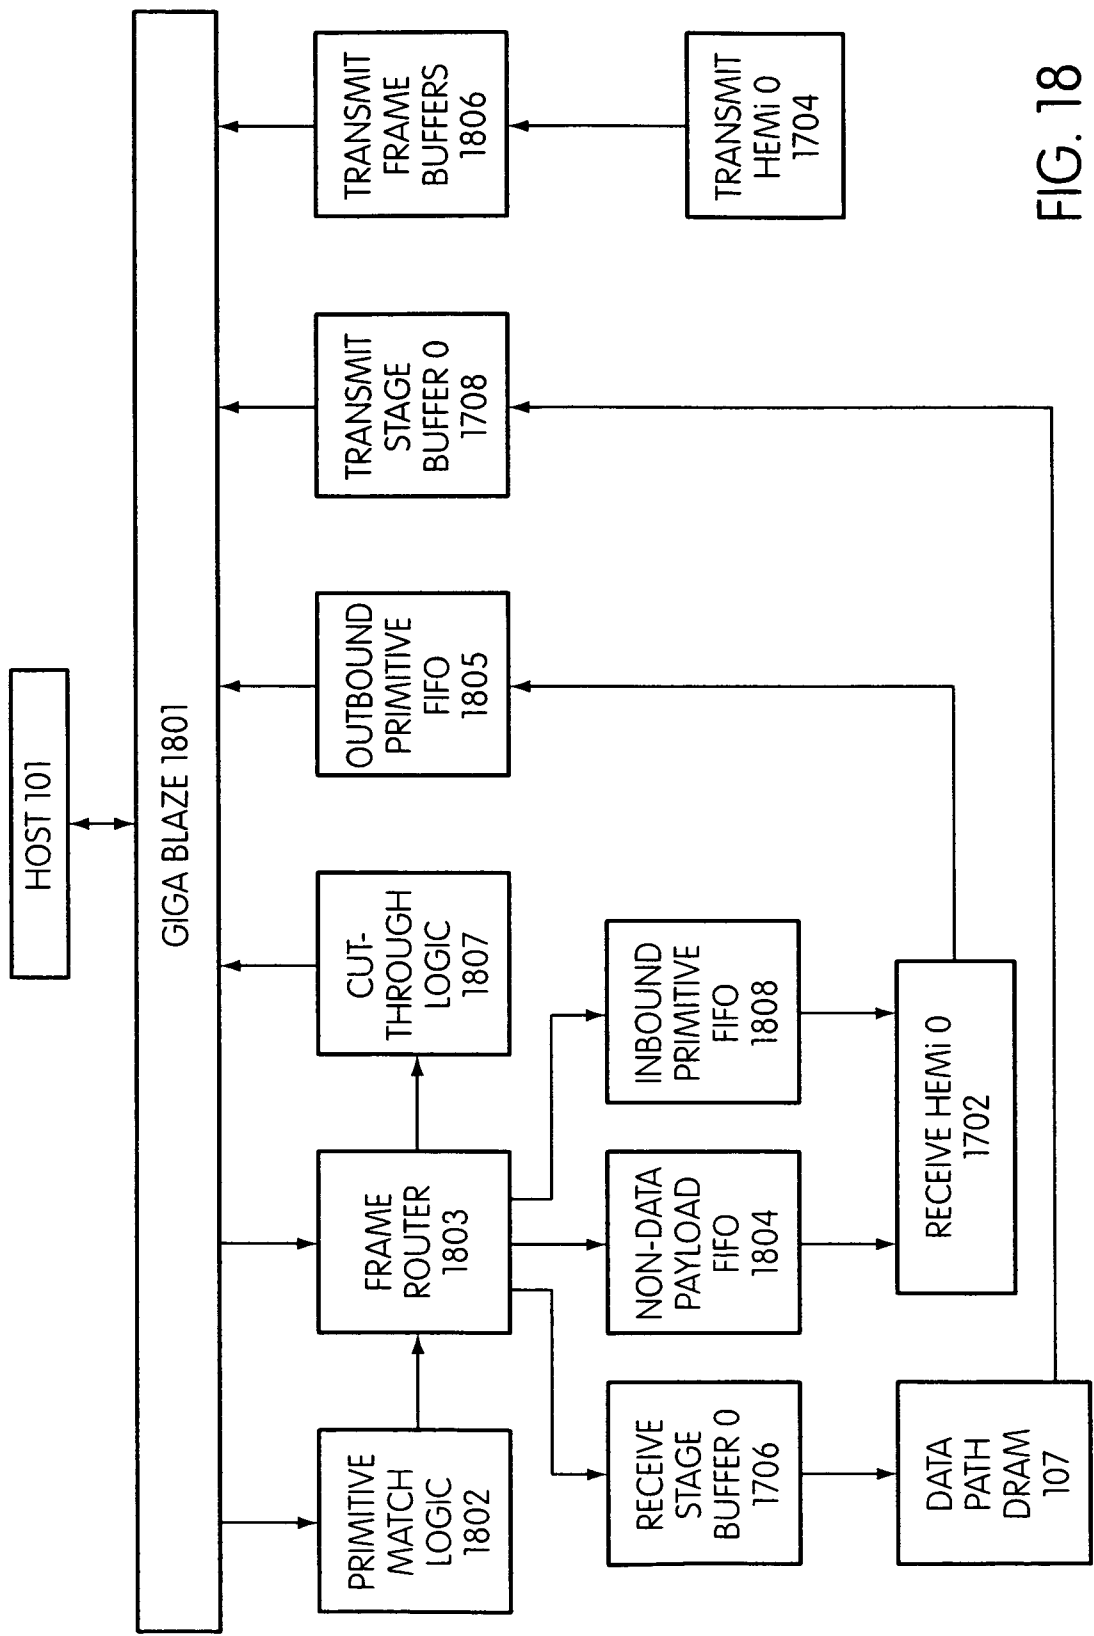 HOST 101
GIGA BLAZE 1801
PRIMITIVE
MATCH
LOGIC
1802
FRAME
ROUTER
1803
CUT-
THROUGH
LOGIC
1807
OUTBOUND
PRIMITIVE
FIFO
1805
TRANSMIT
STAGE
BUFFER 0
1708
TRANSMIT
FRAME
BUFFERS
1806
RECEIVE
STAGE
BUFFER 0
1706
NON-DATA
PAYLOAD
FIFO
1804
INBOUND
PRIMITIVE
FIFO
1808
TRANSMIT
HEMi 0
1704
DATA
PATH
DRAM
107
RECEIVE HEMi 0
1702
FIG. 18